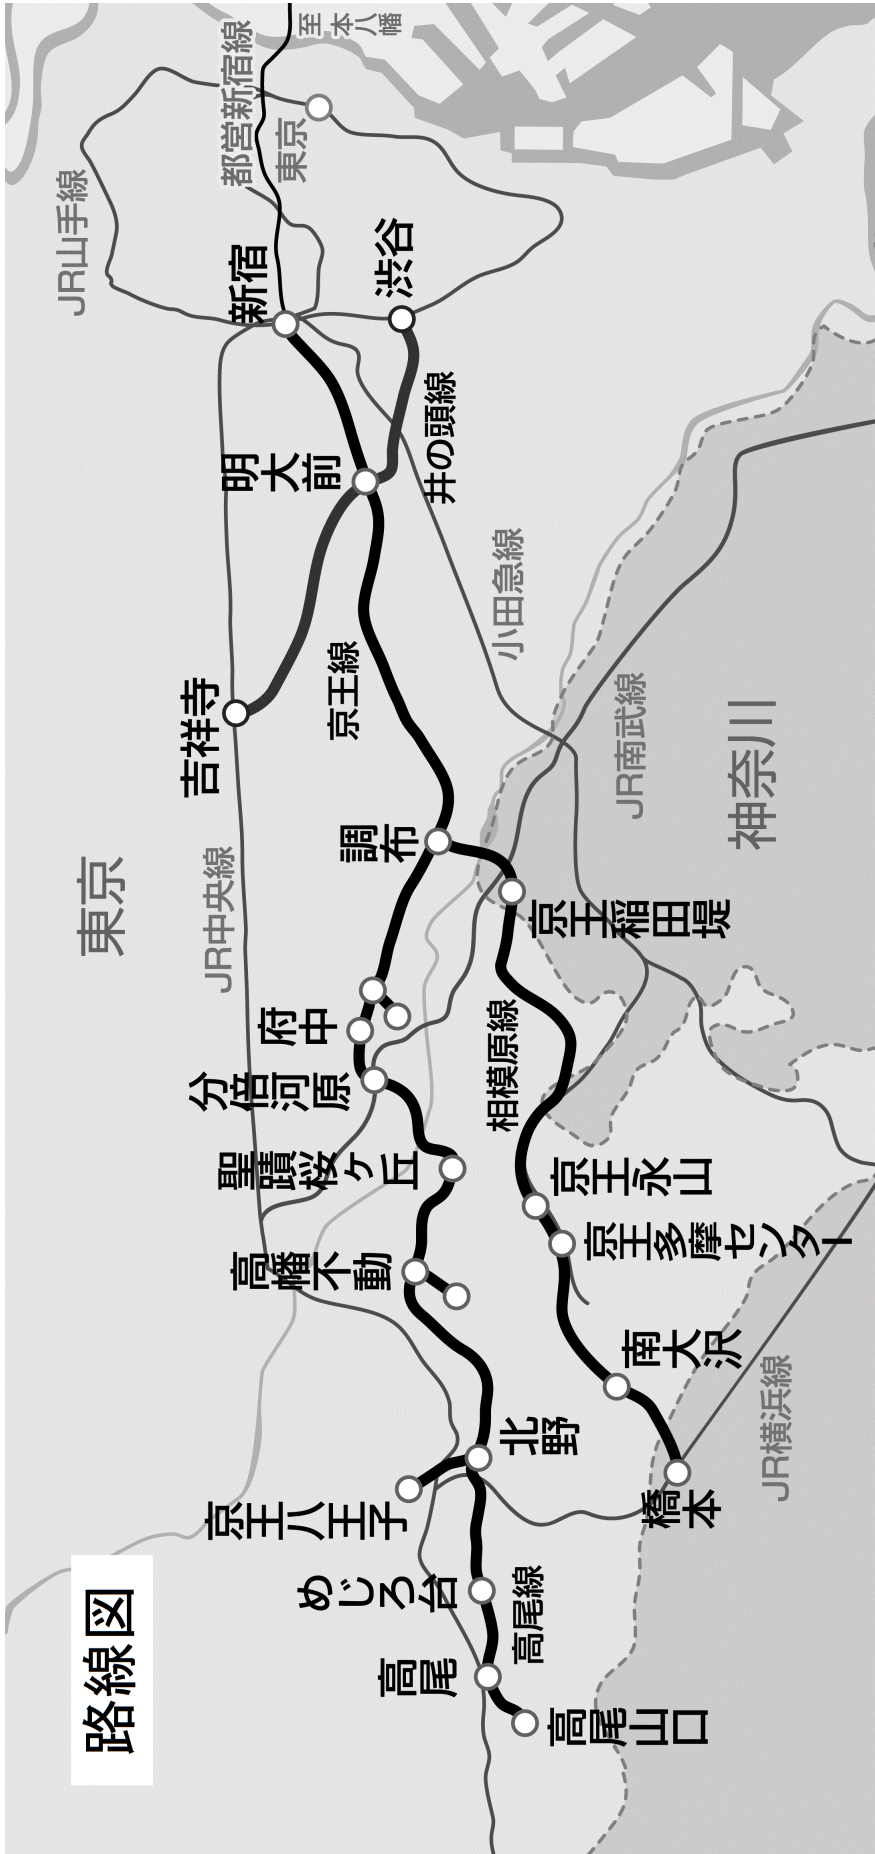 路線図
東京
神奈川
JR山手線
都営新宿線
至
本八幡
東京
新宿
渋谷
明大前
井の頭線
小田急線
吉祥寺
京王線
JR南武線
JR中央線
調布
京王稲田堤
府中
分倍河原
相模原線
聖蹟桜ヶ丘
京王永山
京王多摩センター
高幡不動
南大沢
JR横浜線
北野
橋本
京王八王子
めじろ台
高尾線
高尾
高尾山口